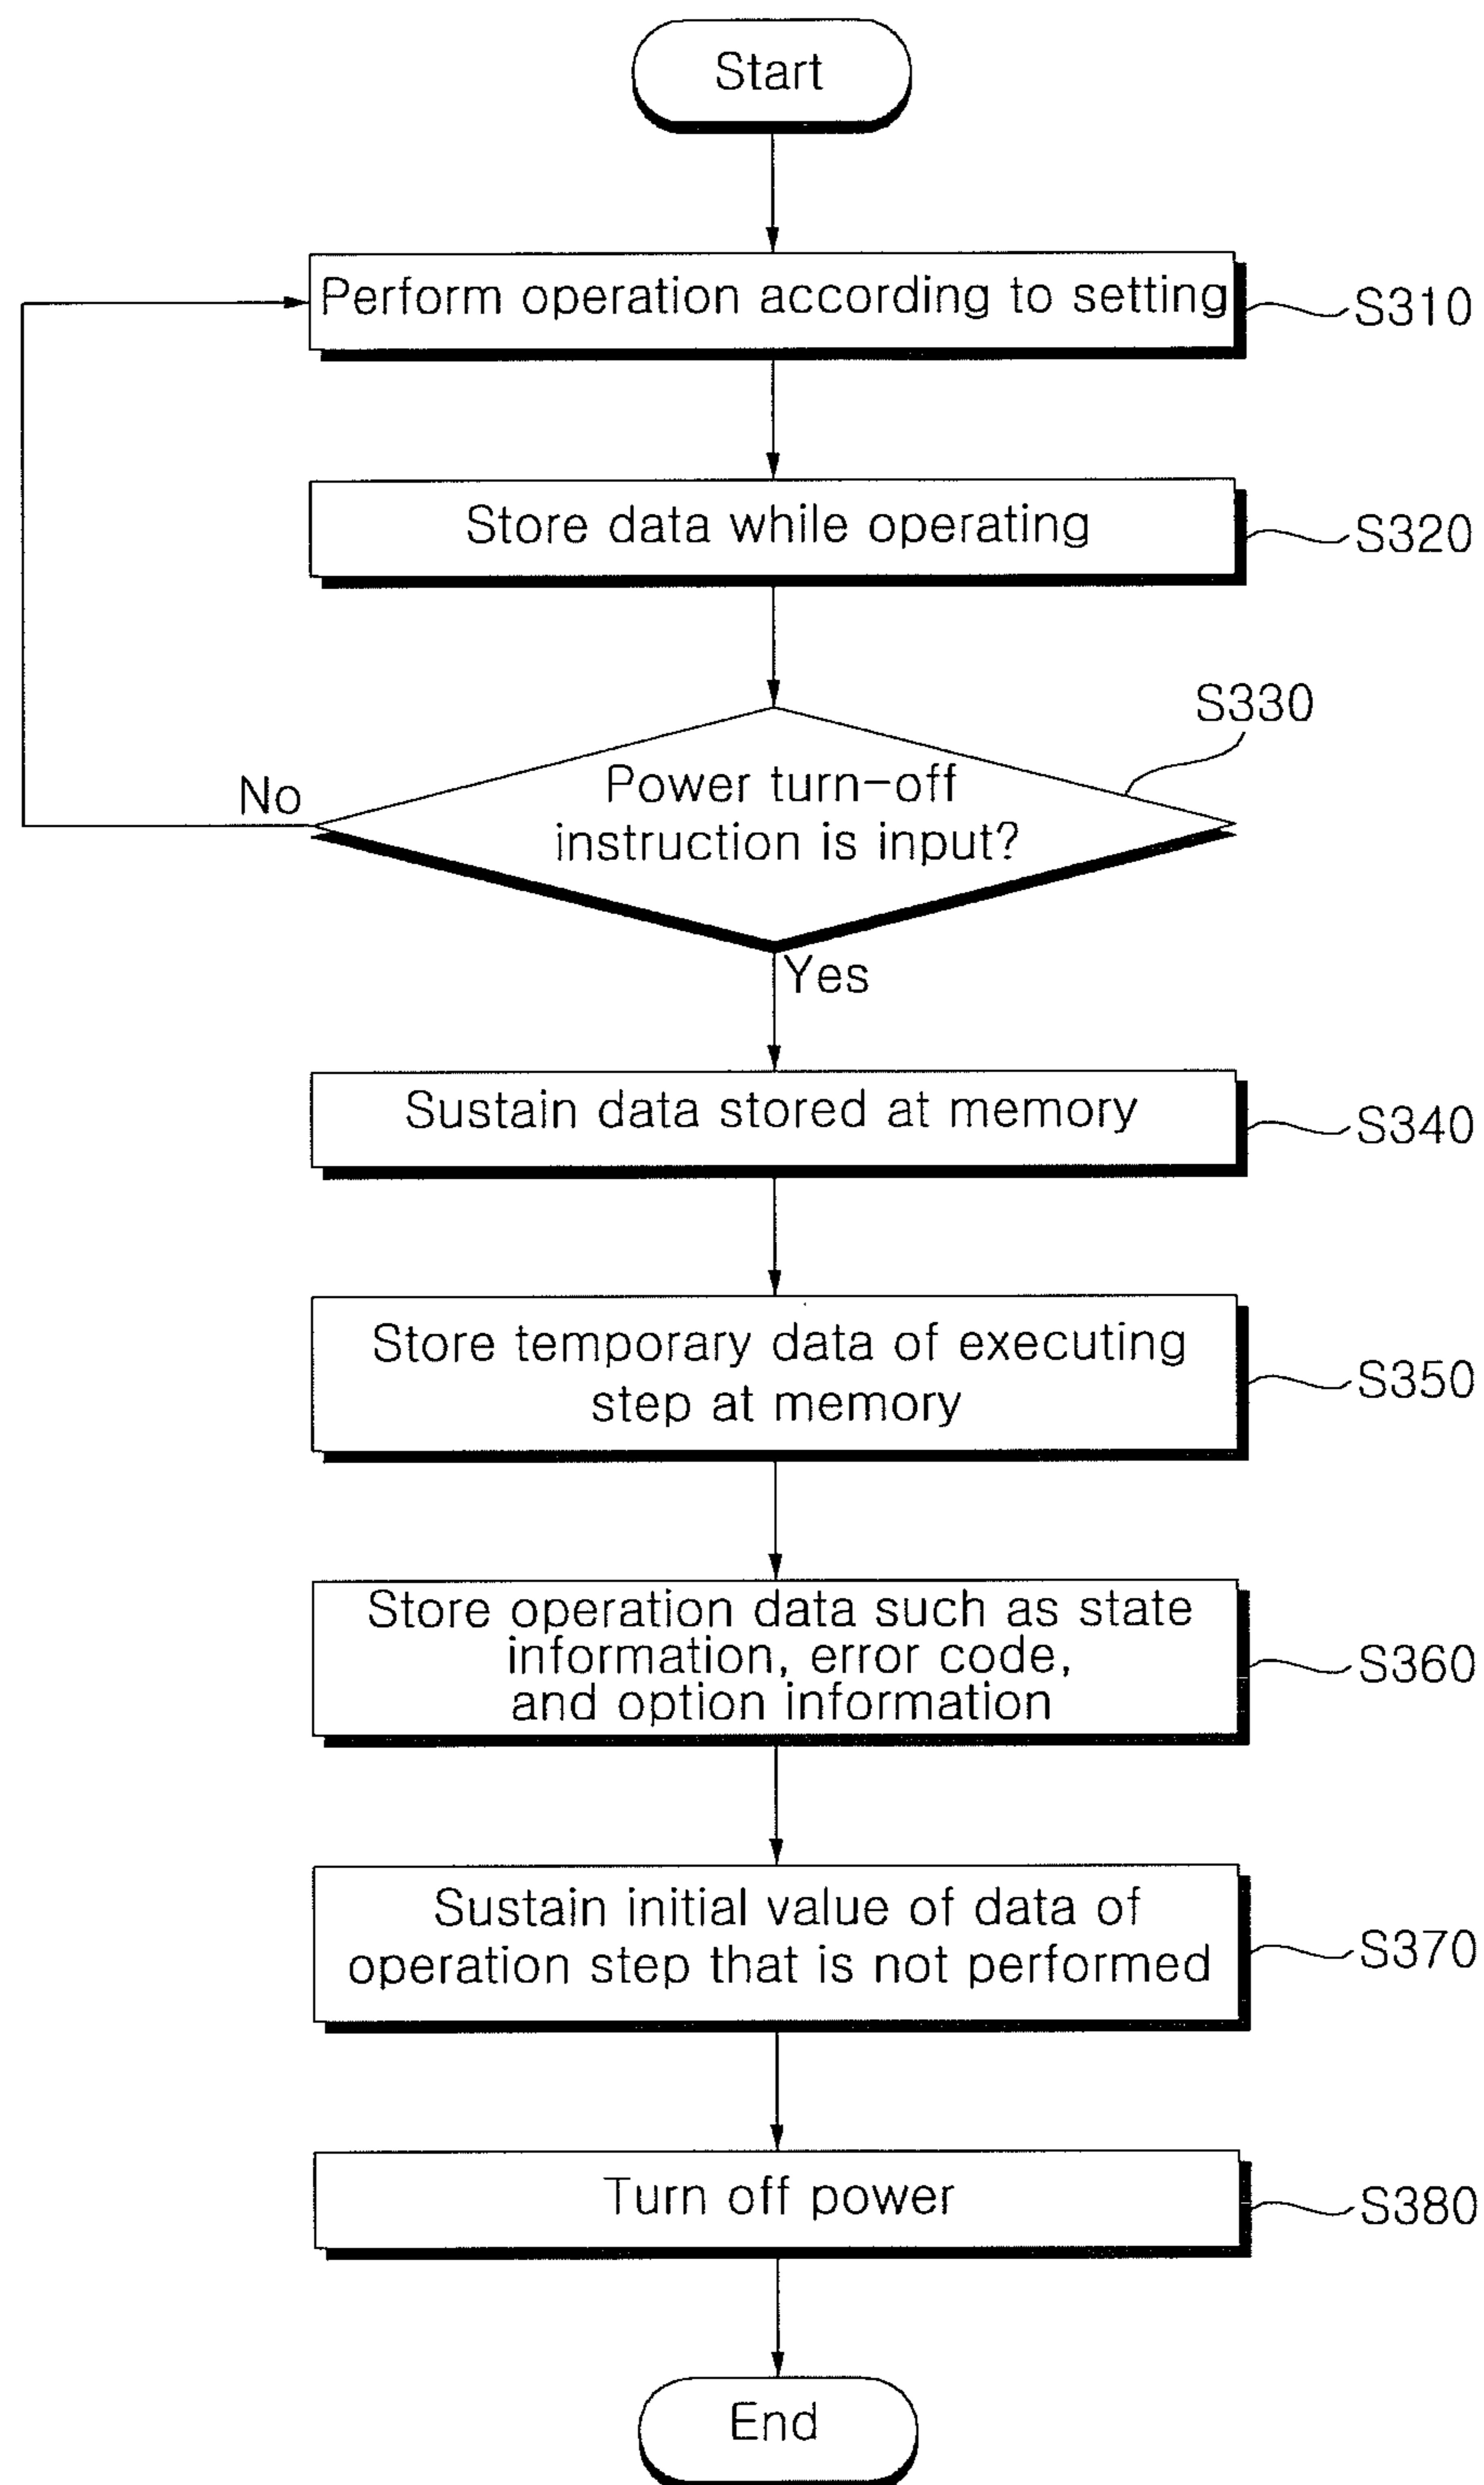 Start
Perform operation according to setting
S310
Store data while operating
S320
S330
Power turn-off
instruction is input?
No
Yes
Sustain data stored at memory
S340
Store temporary data of executing
step at memory
S350
Store operation data such as state
information, error code,
and option information
S360
Sustain initial value of data of
operation step that is not performed
S370
Turn off power
S380
End